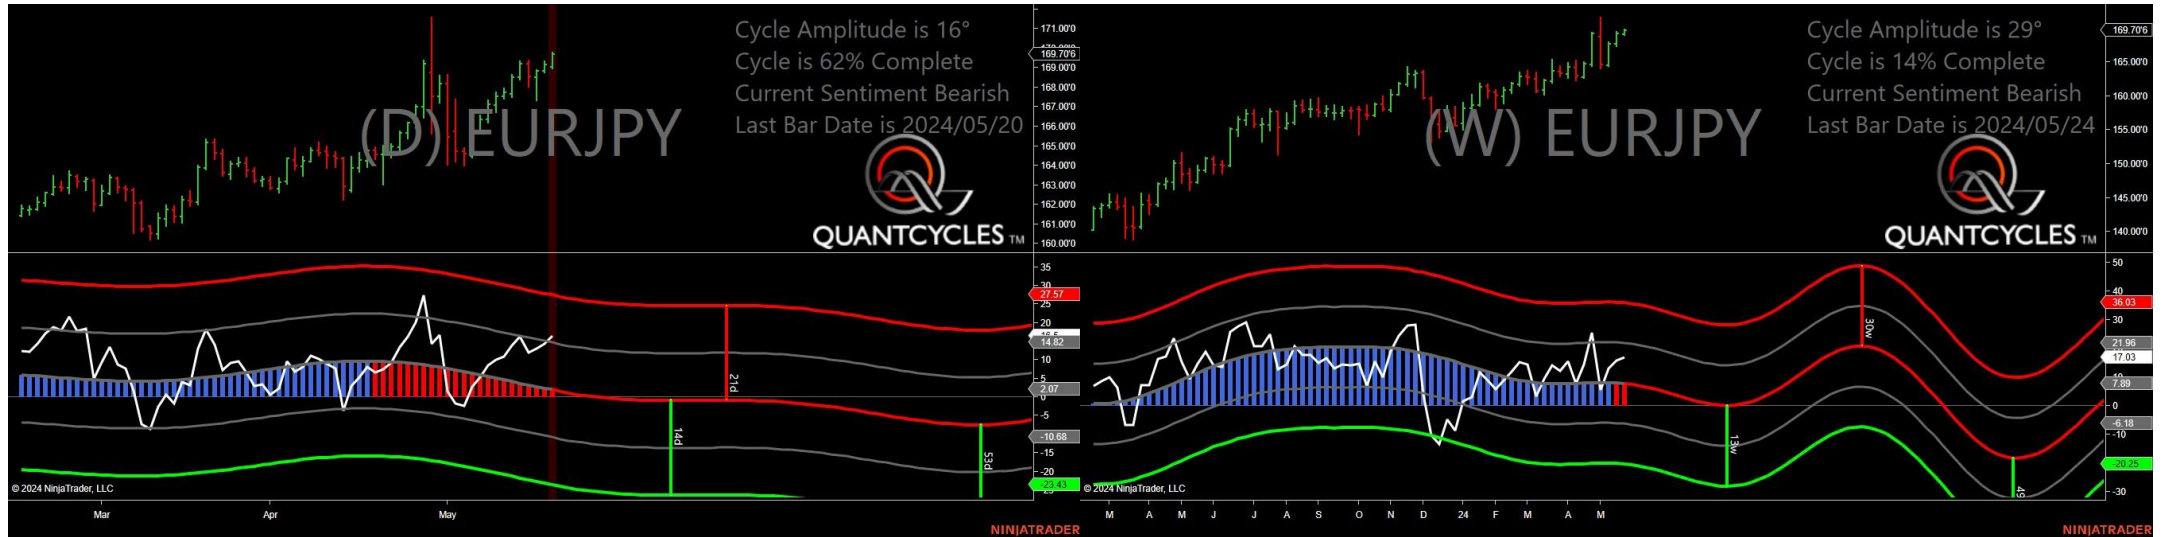 Cycle Amplitude is 16°
Cycle is 62% Complete
Current Sentiment Bearish
Last Bar Date is 2024/05/20
(D) EURJPY
QUANTCYCLES TM
171.00'0
169.70'6
169.00'0
168.00'0
167.00'0
166.00'0
165.00'0
164.00'0
163.00'0
162.00'0
161.00'0
160.00'0
35
30
27.57
25
20
14.82
10
5
2.07
0
-5
-10.68
-15
-20
-23.43
21d
14d
53d
© 2024 NinjaTrader, LLC
Mar Apr May
NINJATRADER
Cycle Amplitude is 29°
Cycle is 14% Complete
Current Sentiment Bearish
Last Bar Date is 2024/05/24
(W) EURJPY
QUANTCYCLES TM
169.70'6
165.00'0
160.00'0
155.00'0
150.00'0
145.00'0
140.00'0
50
40
36.03
30
21.96
17.03
7.89
0
-6.18
-10
-20.25
-30
30w
13w
49
© 2024 NinjaTrader, LLC
M A M J J A S O N D 24 F M A M
NINJATRADER